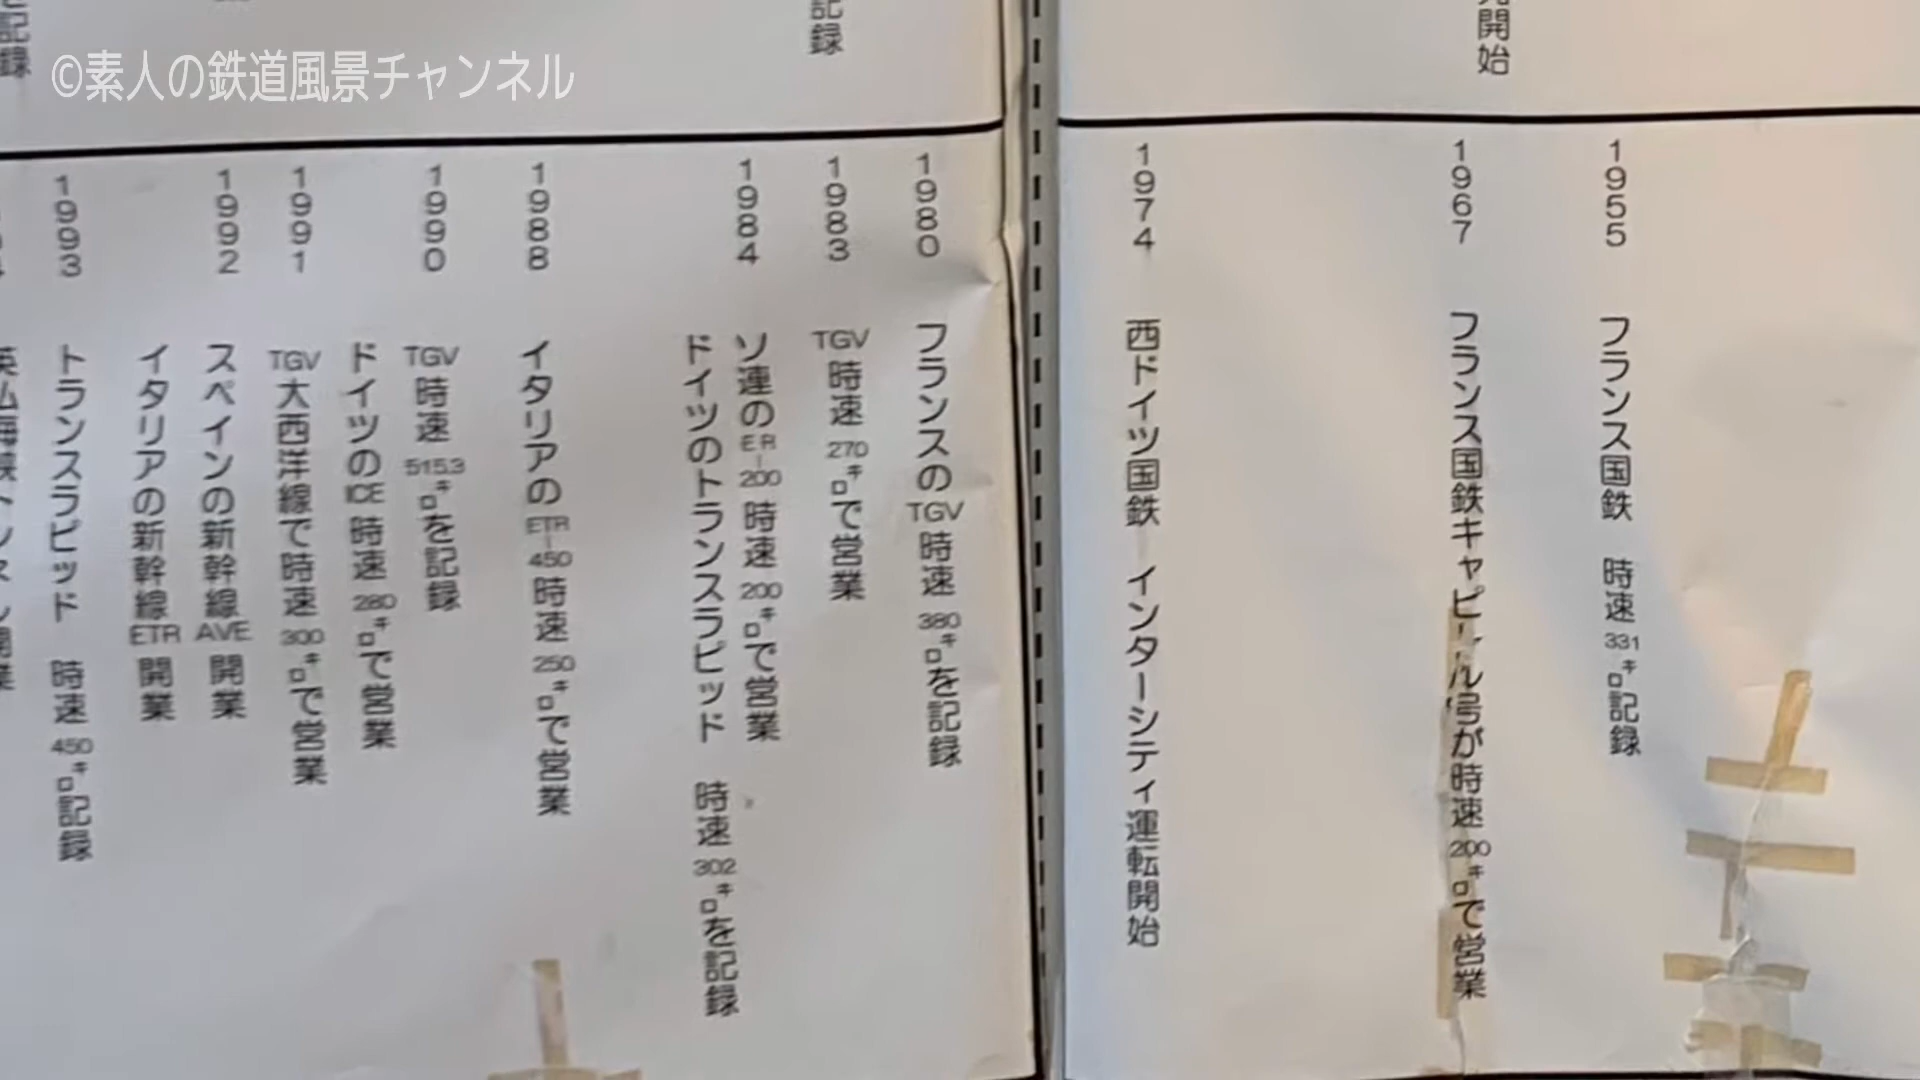 ©素人の鉄道風景チャンネル
開始
記録
記録
1955 フランス国鉄 時速331㌔記録
1967 フランス国鉄キャピトル号が時速200㌔で営業
1974 西ドイツ国鉄 インターシティ運転開始
1980 フランスのTGV時速380㌔を記録
1983 TGV時速270㌔で営業
1984 ソ連のER-200時速200㌔で営業
ドイツのトランスラピッド 時速302㌔を記録
1988 イタリアのETR-450時速250㌔で営業
1990 TGV時速515.3㌔を記録
ドイツのICE時速280㌔で営業
1991 TGV大西洋線で時速300㌔で営業
1992 スペインの新幹線AVE開業
イタリアの新幹線ETR開業
1993 トランスラピッド 時速450㌔記録